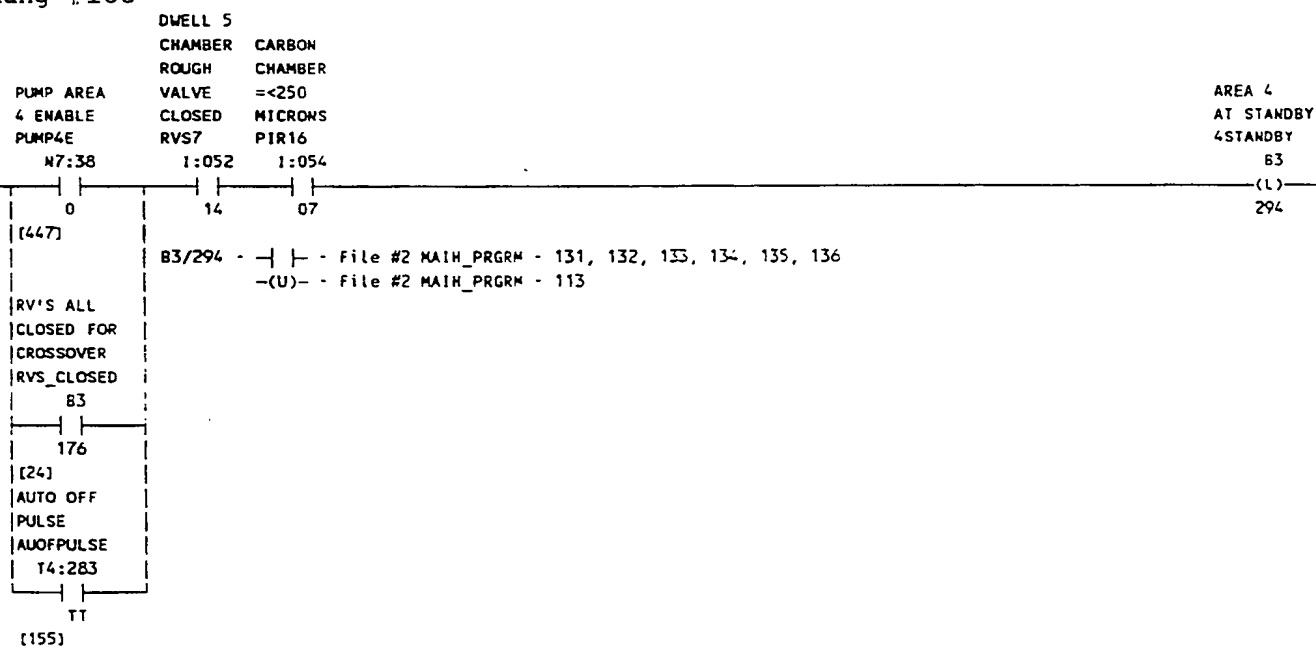 DWELL 5
CHAMBER CARBON
ROUGH CHAMBER
PUMP AREA VALVE =<250 AREA 4
4 ENABLE CLOSED MICRONS AT STANDBY
PUMP4E RVS7 PIR16 4STANDBY
N7:38 I:052 I:054 B3
(L)
0 14 07 294
[447]
B3/294 - -| |- - File #2 MAIN_PRGRM - 131, 132, 133, 134, 135, 136
-(U)- - File #2 MAIN_PRGRM - 113
RV'S ALL
CLOSED FOR
CROSSOVER
RVS_CLOSED
B3
176
[24]
AUTO OFF
PULSE
AUOFPULSE
T4:283
TT
[155]